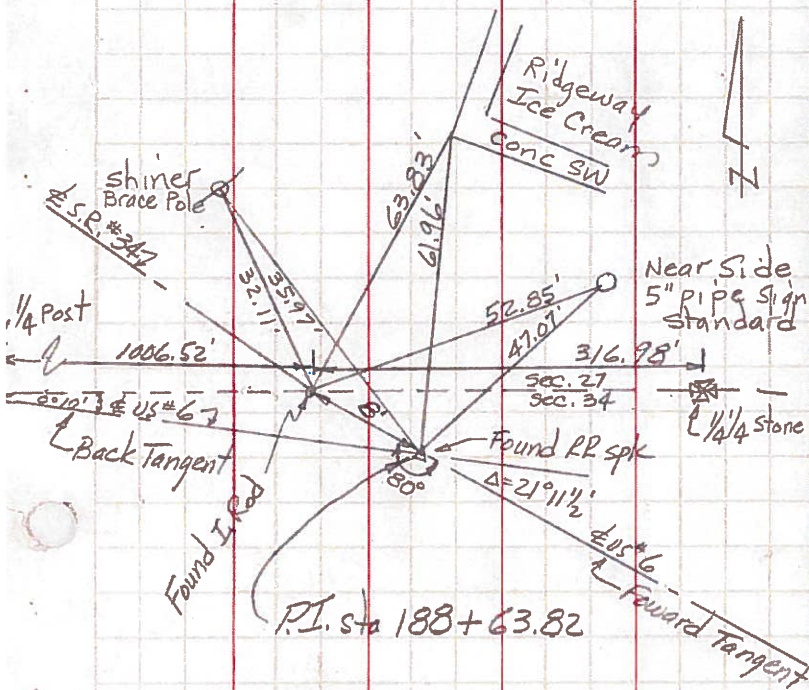 Ridgeway
Ice Cream
conc SW
N
shiner
Brace Pole
℄ S.R. #347
63.83'
61.96'
32.11'
35.97'
Near Side
5" pipe sign
Standard
52.85'
47.07'
1/4 Post
1006.52'
316.98'
sec. 27
sec. 34
1/4 1/4 Stone
℄ US #6
Back Tangent
8'
Found RR spk
80°
Δ=21°11½'
℄ US #6
Foward Tangent
Found I. Rod
P.I. sta 188+63.82